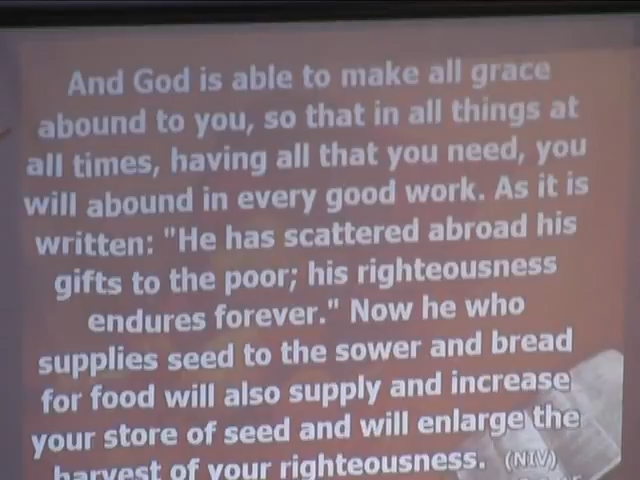 And God is able to make all grace
abound to you, so that in all things at
all times, having all that you need, you
will abound in every good work. As it is
written: "He has scattered abroad his
gifts to the poor; his righteousness
endures forever." Now he who
supplies seed to the sower and bread
for food will also supply and increase
your store of seed and will enlarge the
harvest of your righteousness. (NIV)